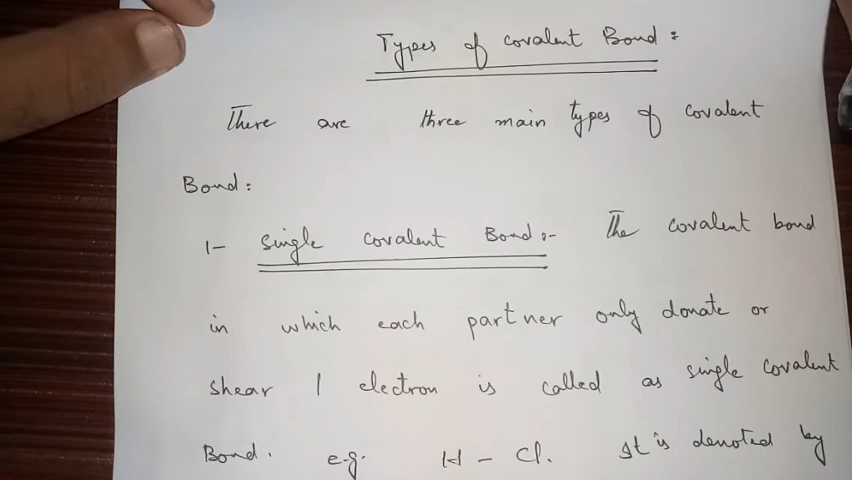 Types of covalent Bond:
There are three main types of covalent
Bond:
1- single covalent Bond:- The covalent bond
in which each partner only donate or
shear 1 electron is called as single covalent
Bond. e.g. H - Cl. It is denoted by